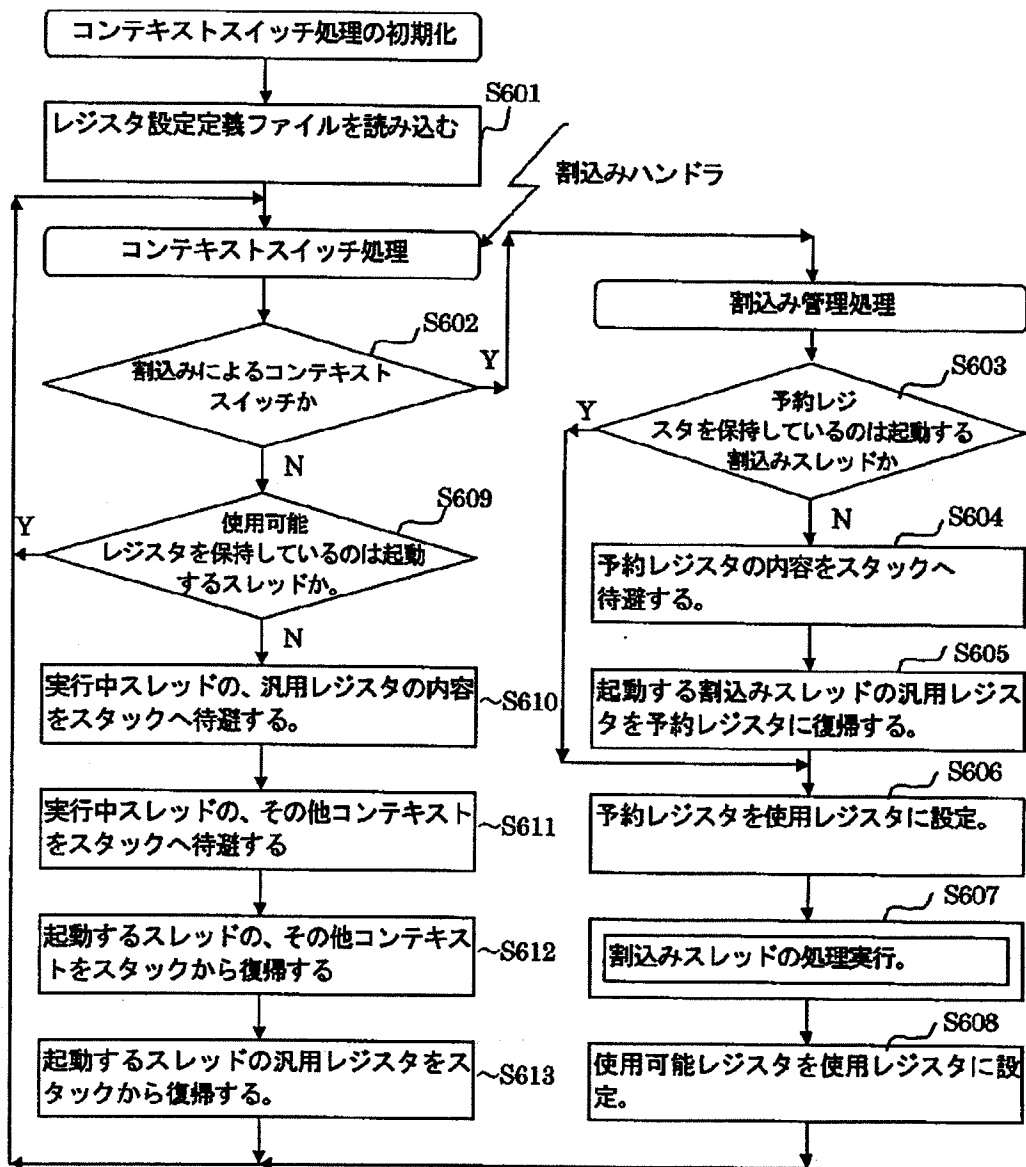 コンテキストスイッチ処理の初期化
S601
レジスタ設定定義ファイルを読み込む
割込みハンドラ
コンテキストスイッチ処理
S602
割込みによるコンテキスト
スイッチか
Y
N
S609
使用可能
レジスタを保持しているのは起動
するスレッドか。
Y
N
実行中スレッドの、汎用レジスタの内容
をスタックへ待避する。
~S610
実行中スレッドの、その他コンテキスト
をスタックへ待避する
~S611
起動するスレッドの、その他コンテキス
トをスタックから復帰する
~S612
起動するスレッドの汎用レジスタをス
タックから復帰する。
~S613
割込み管理処理
S603
予約レジ
スタを保持しているのは起動する
割込みスレッドか
Y
N
S604
予約レジスタの内容をスタックへ
待避する。
S605
起動する割込みスレッドの汎用レジス
タを予約レジスタに復帰する。
S606
予約レジスタを使用レジスタに設定。
S607
割込みスレッドの処理実行。
S608
使用可能レジスタを使用レジスタに設
定。